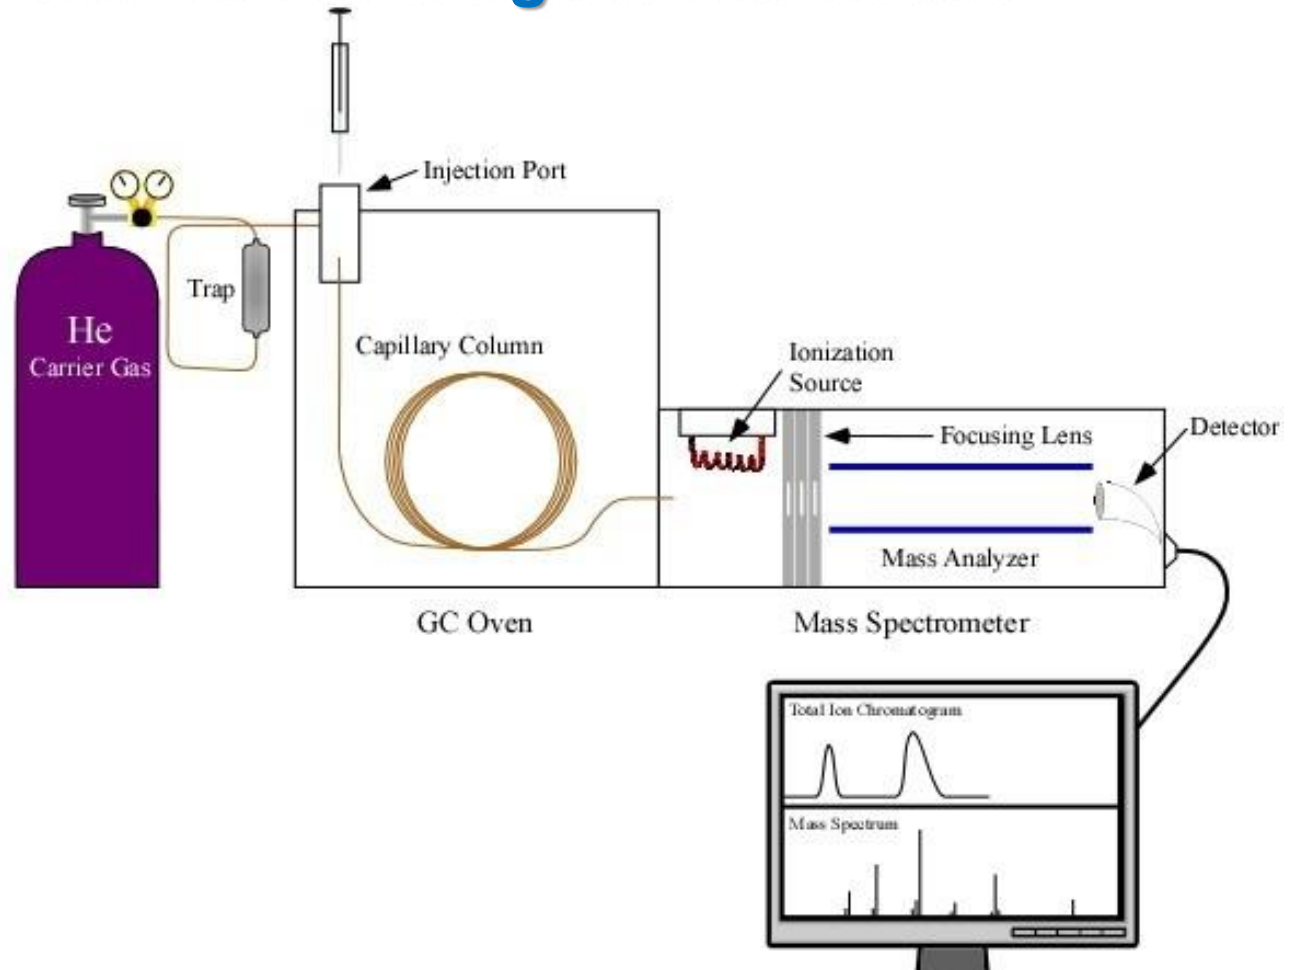 Injection Port
Trap
He
Carrier Gas
Capillary Column
Ionization
Source
Focusing Lens
Detector
Mass Analyzer
GC Oven
Mass Spectrometer
Total Ion Chromatogram
Mass Spectrum